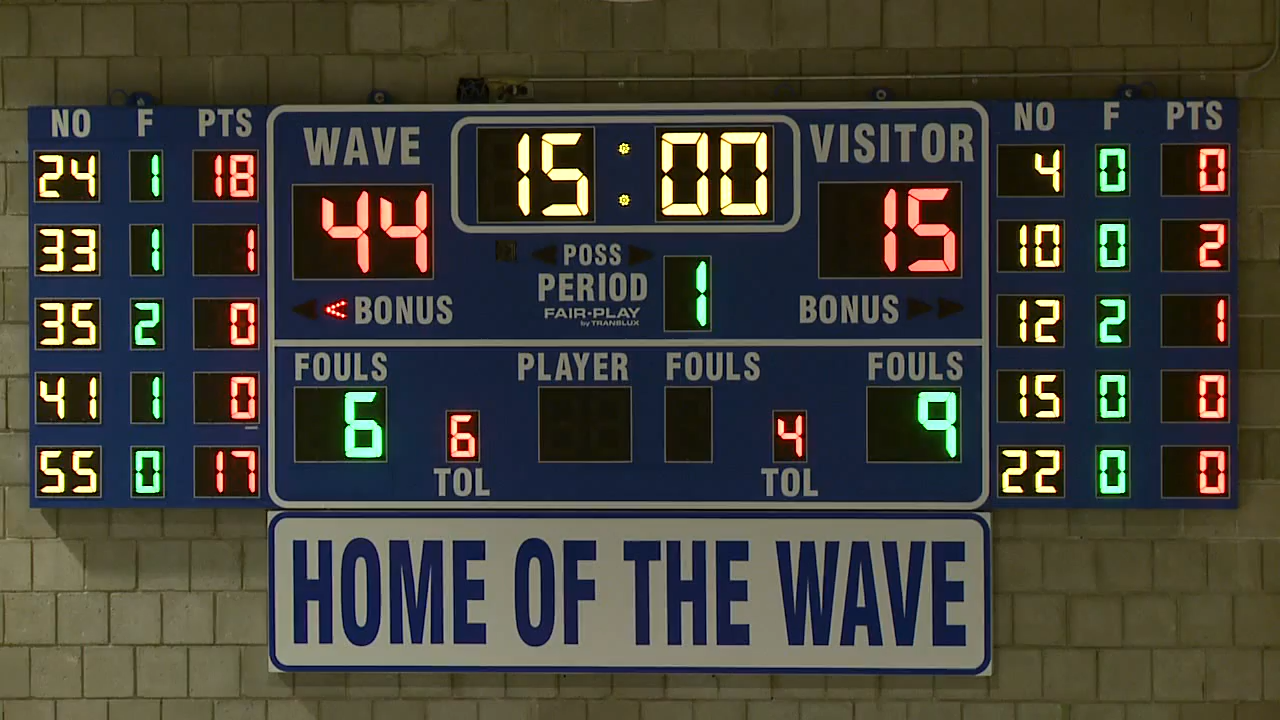 NO F PTS
24 1 18
33 1 1
35 2 0
41 1 0
55 0 17
WAVE 15:00 VISITOR
44 15
POSS
PERIOD 1
FAIR-PLAY
by TRANS-LUX
< BONUS
BONUS
FOULS PLAYER FOULS FOULS
6 6 4 9
TOL TOL
NO F PTS
4 0 0
10 0 2
12 2 1
15 0 0
22 0 0
HOME OF THE WAVE